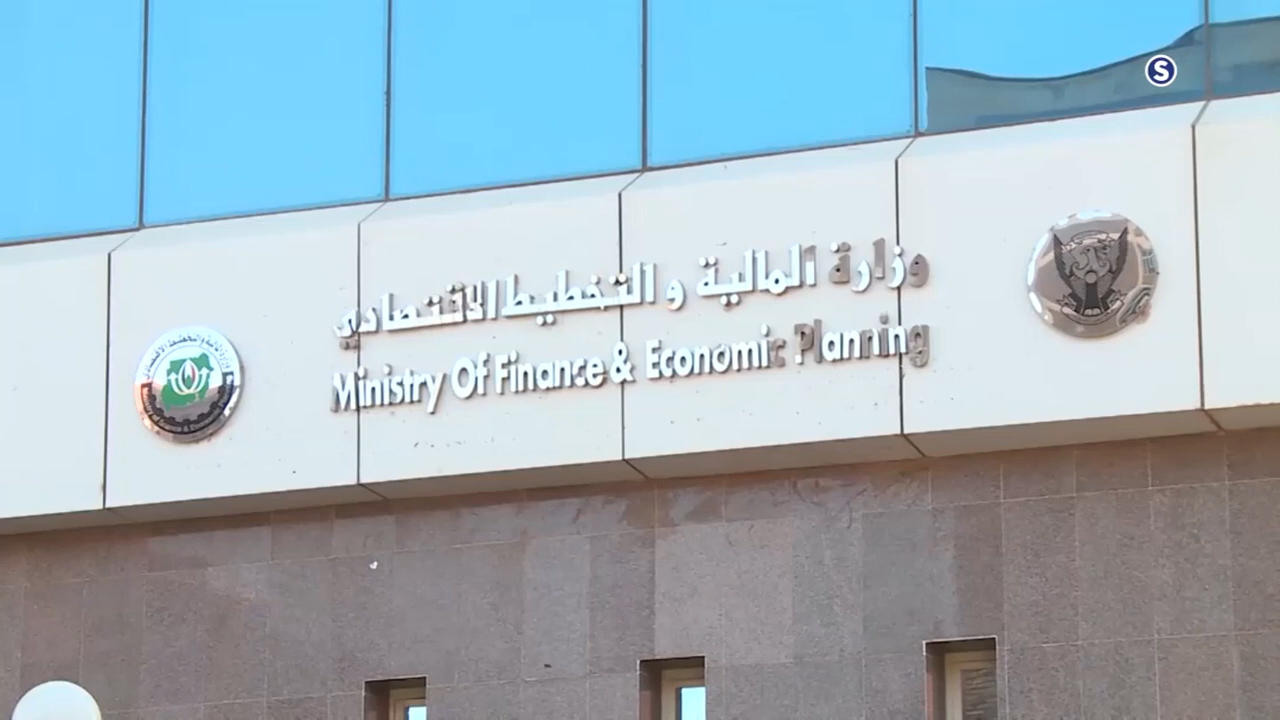 وزارة المالية و التخطيط الاقتصادي
Ministry Of Finance & Economic Planning
S